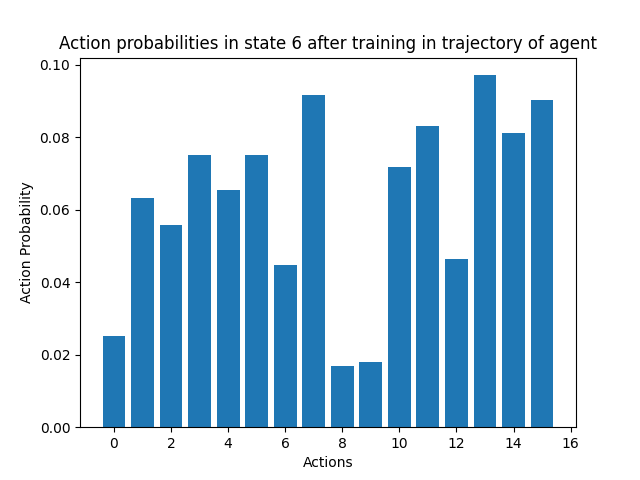 Action probabilities in state 6 after training in trajectory of agent
0.10
0.08
0.06
0.04
0.02
0.00
Action Probability
0 2 4 6 8 10 12 14 16
Actions